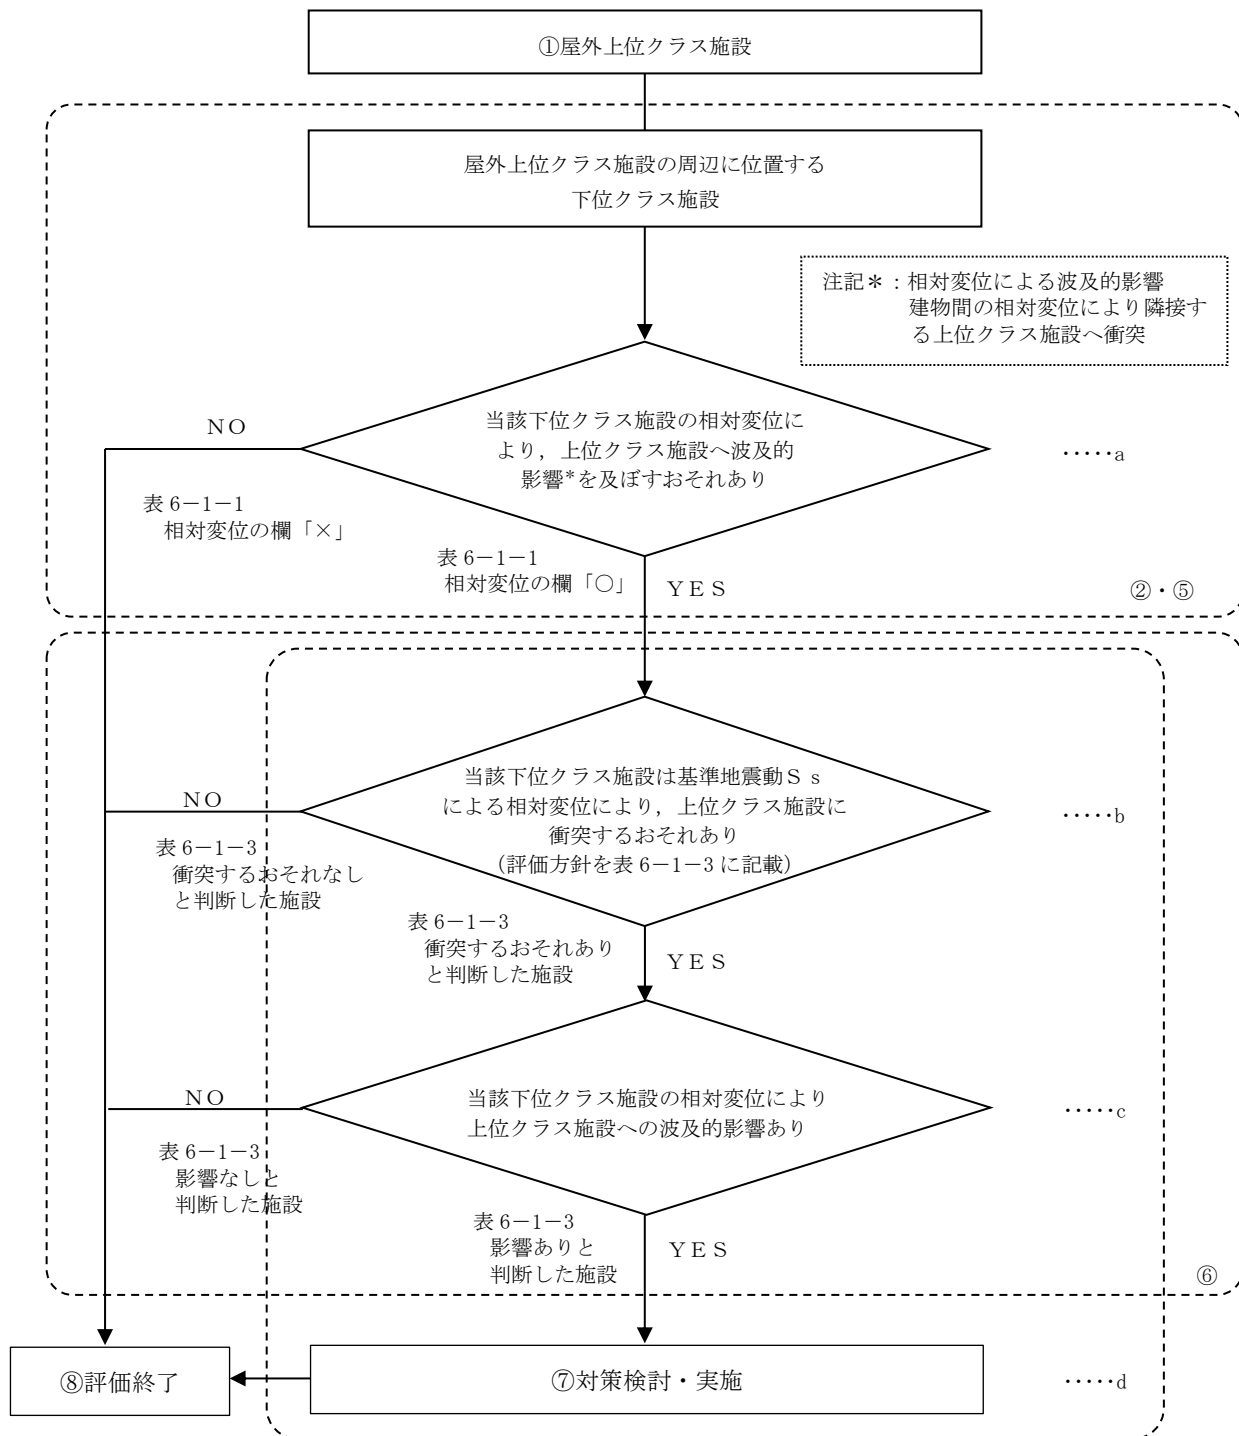 ①屋外上位クラス施設
屋外上位クラス施設の周辺に位置する
下位クラス施設
注記＊：相対変位による波及的影響
建物間の相対変位により隣接す
る上位クラス施設へ衝突
当該下位クラス施設の相対変位に
より，上位クラス施設へ波及的
影響*を及ぼすおそれあり
ＮＯ
‥‥‥a
表 6－1－1
相対変位の欄「×」
表 6－1－1
相対変位の欄「○」
ＹＥＳ
②・⑤
当該下位クラス施設は基準地震動Ｓｓ
による相対変位により，上位クラス施設に
衝突するおそれあり
（評価方針を表 6－1－3 に記載）
ＮＯ
‥‥‥b
表 6－1－3
衝突するおそれなし
と判断した施設
表 6－1－3
衝突するおそれあり
と判断した施設
ＹＥＳ
当該下位クラス施設の相対変位により
上位クラス施設への波及的影響あり
ＮＯ
‥‥‥c
表 6－1－3
影響なしと
判断した施設
表 6－1－3
影響ありと
判断した施設
ＹＥＳ
⑥
⑧評価終了
⑦対策検討・実施
‥‥‥d